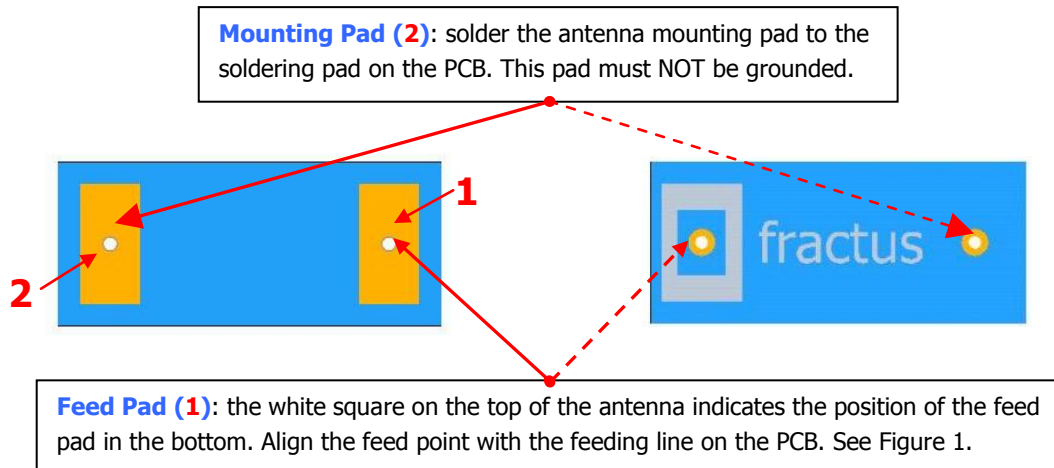 Mounting Pad (2): solder the antenna mounting pad to the
soldering pad on the PCB. This pad must NOT be grounded.
1
2
fractus
Feed Pad (1): the white square on the top of the antenna indicates the position of the feed
pad in the bottom. Align the feed point with the feeding line on the PCB. See Figure 1.